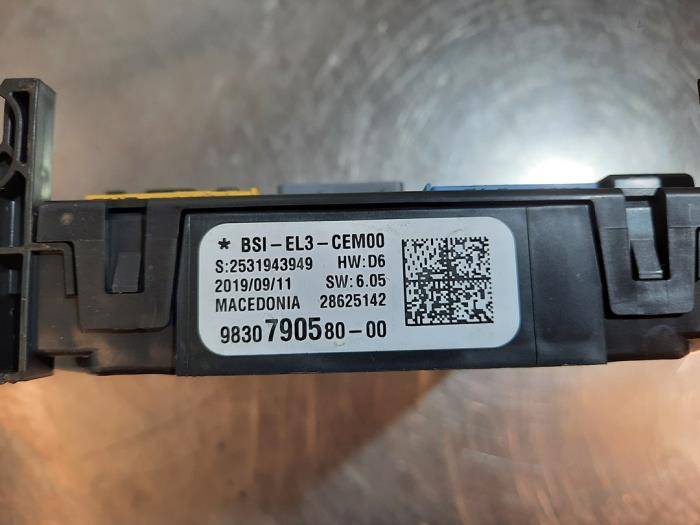 * BSI-EL3-CEM00
S:2531943949 HW:D6
2019/09/11 SW:6.05
MACEDONIA 28625142
9830790580-00